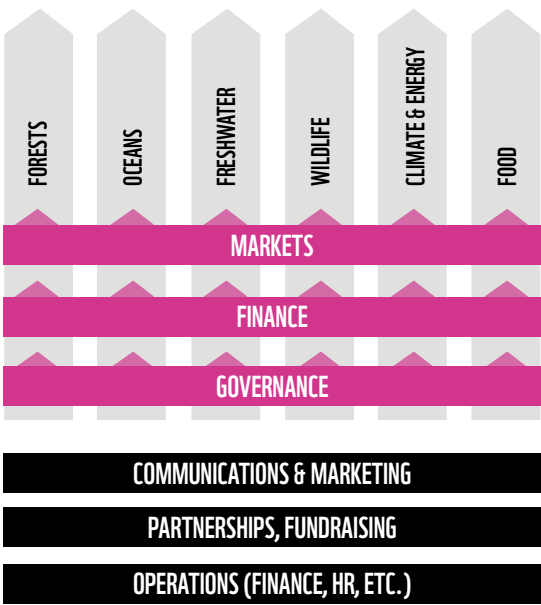 FORESTS
OCEANS
FRESHWATER
WILDLIFE
CLIMATE & ENERGY
FOOD
MARKETS
FINANCE
GOVERNANCE
COMMUNICATIONS & MARKETING
PARTNERSHIPS, FUNDRAISING
OPERATIONS (FINANCE, HR, ETC.)